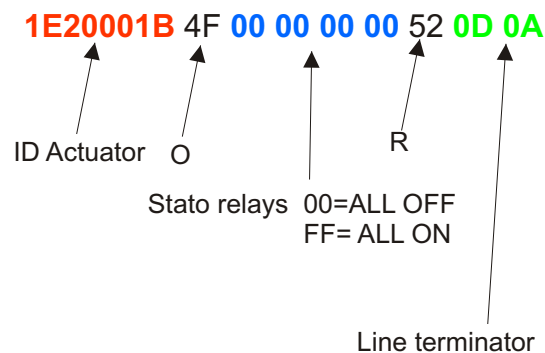 1E20001B 4F 00 00 00 00 52 0D 0A
ID Actuator O R
Stato relays 00=ALL OFF
FF= ALL ON
Line terminator